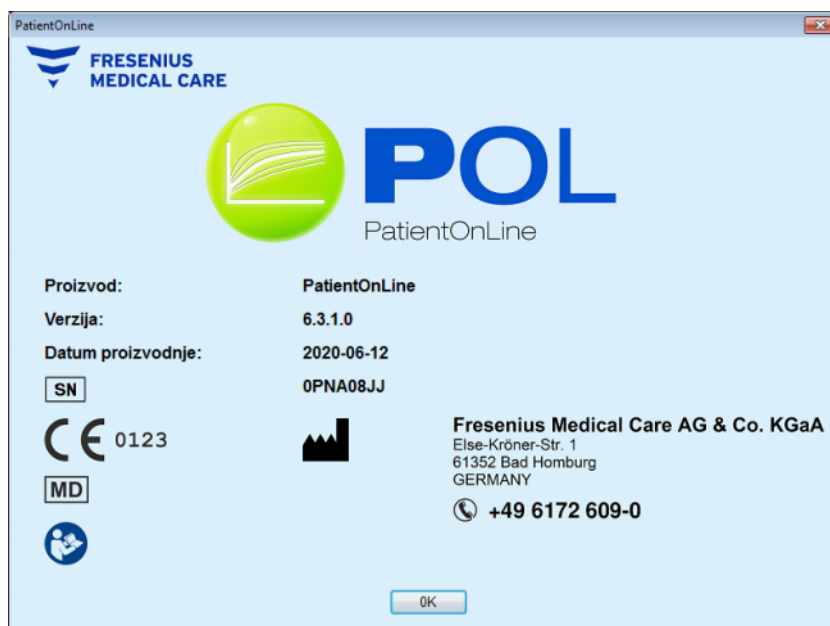 PatientOnLine
FRESENIUS
MEDICAL CARE
POL
PatientOnLine
Proizvod: PatientOnLine
Verzija: 6.3.1.0
Datum proizvodnje: 2020-06-12
SN 0PNA08JJ
CE 0123
Fresenius Medical Care AG & Co. KGaA
Else-Kröner-Str. 1
61352 Bad Homburg
GERMANY
MD
+49 6172 609-0
OK